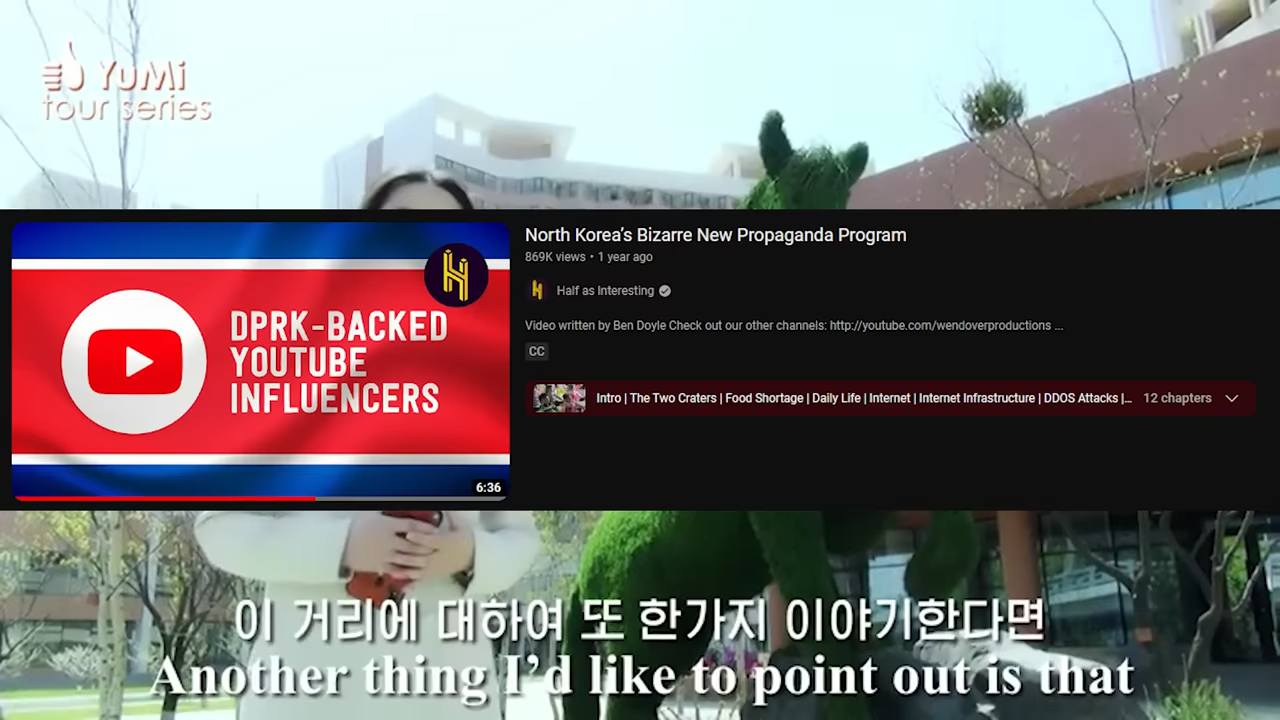 YuMi
tour series
DPRK-BACKED
YOUTUBE
INFLUENCERS
6:36
North Korea’s Bizarre New Propaganda Program
869K views • 1 year ago
Half as Interesting
Video written by Ben Doyle Check out our other channels: http://youtube.com/wendoverproductions ...
CC
Intro | The Two Craters | Food Shortage | Daily Life | Internet | Internet Infrastructure | DDOS Attacks |... 12 chapters
이 거리에 대하여 또 한가지 이야기한다면
Another thing I’d like to point out is that